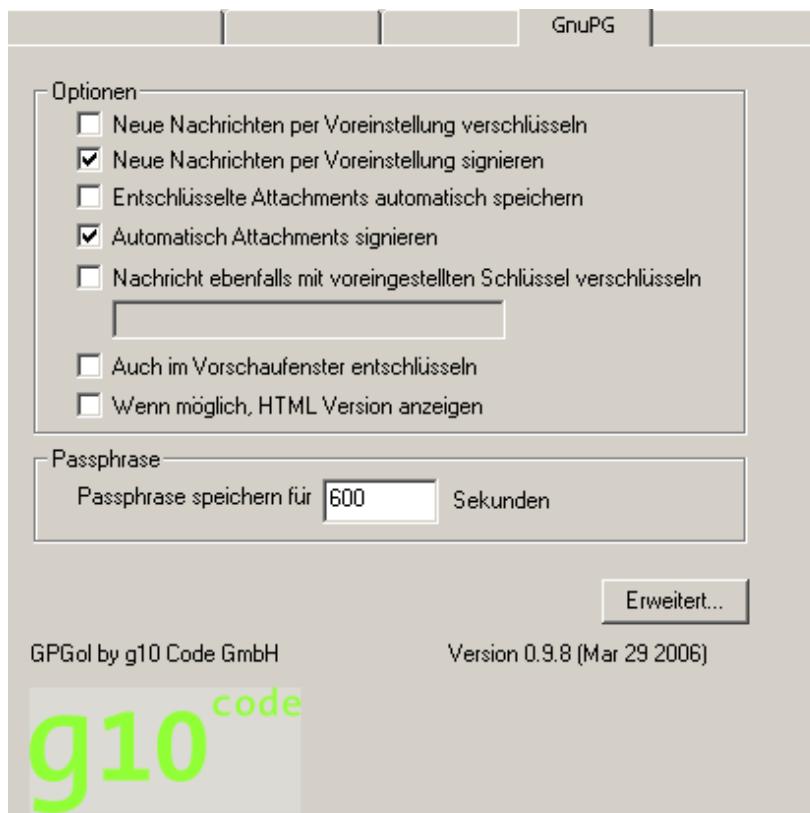 GnuPG
Optionen
Neue Nachrichten per Voreinstellung verschlüsseln
Neue Nachrichten per Voreinstellung signieren
Entschlüsselte Attachments automatisch speichern
Automatisch Attachments signieren
Nachricht ebenfalls mit voreingestellten Schlüssel verschlüsseln
Auch im Vorschaufenster entschlüsseln
Wenn möglich, HTML Version anzeigen
Passphrase
Passphrase speichern für 600 Sekunden
Erweitert...
GPGol by g10 Code GmbH Version 0.9.8 (Mar 29 2006)
g10 code